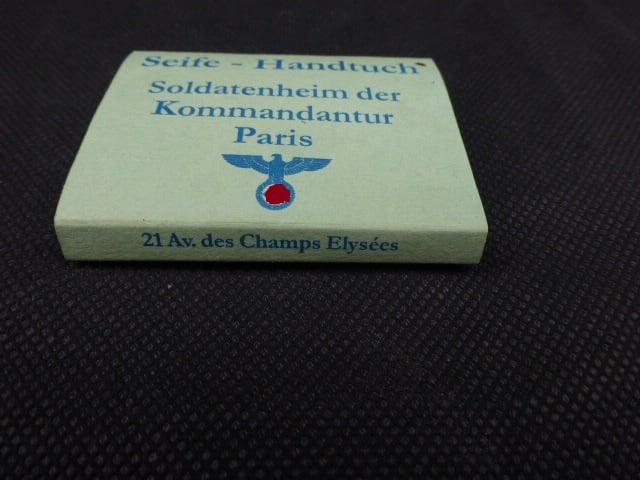 Seife - Handtuch
Soldatenheim der
Kommandantur
Paris
21 Av. des Champs Elysées